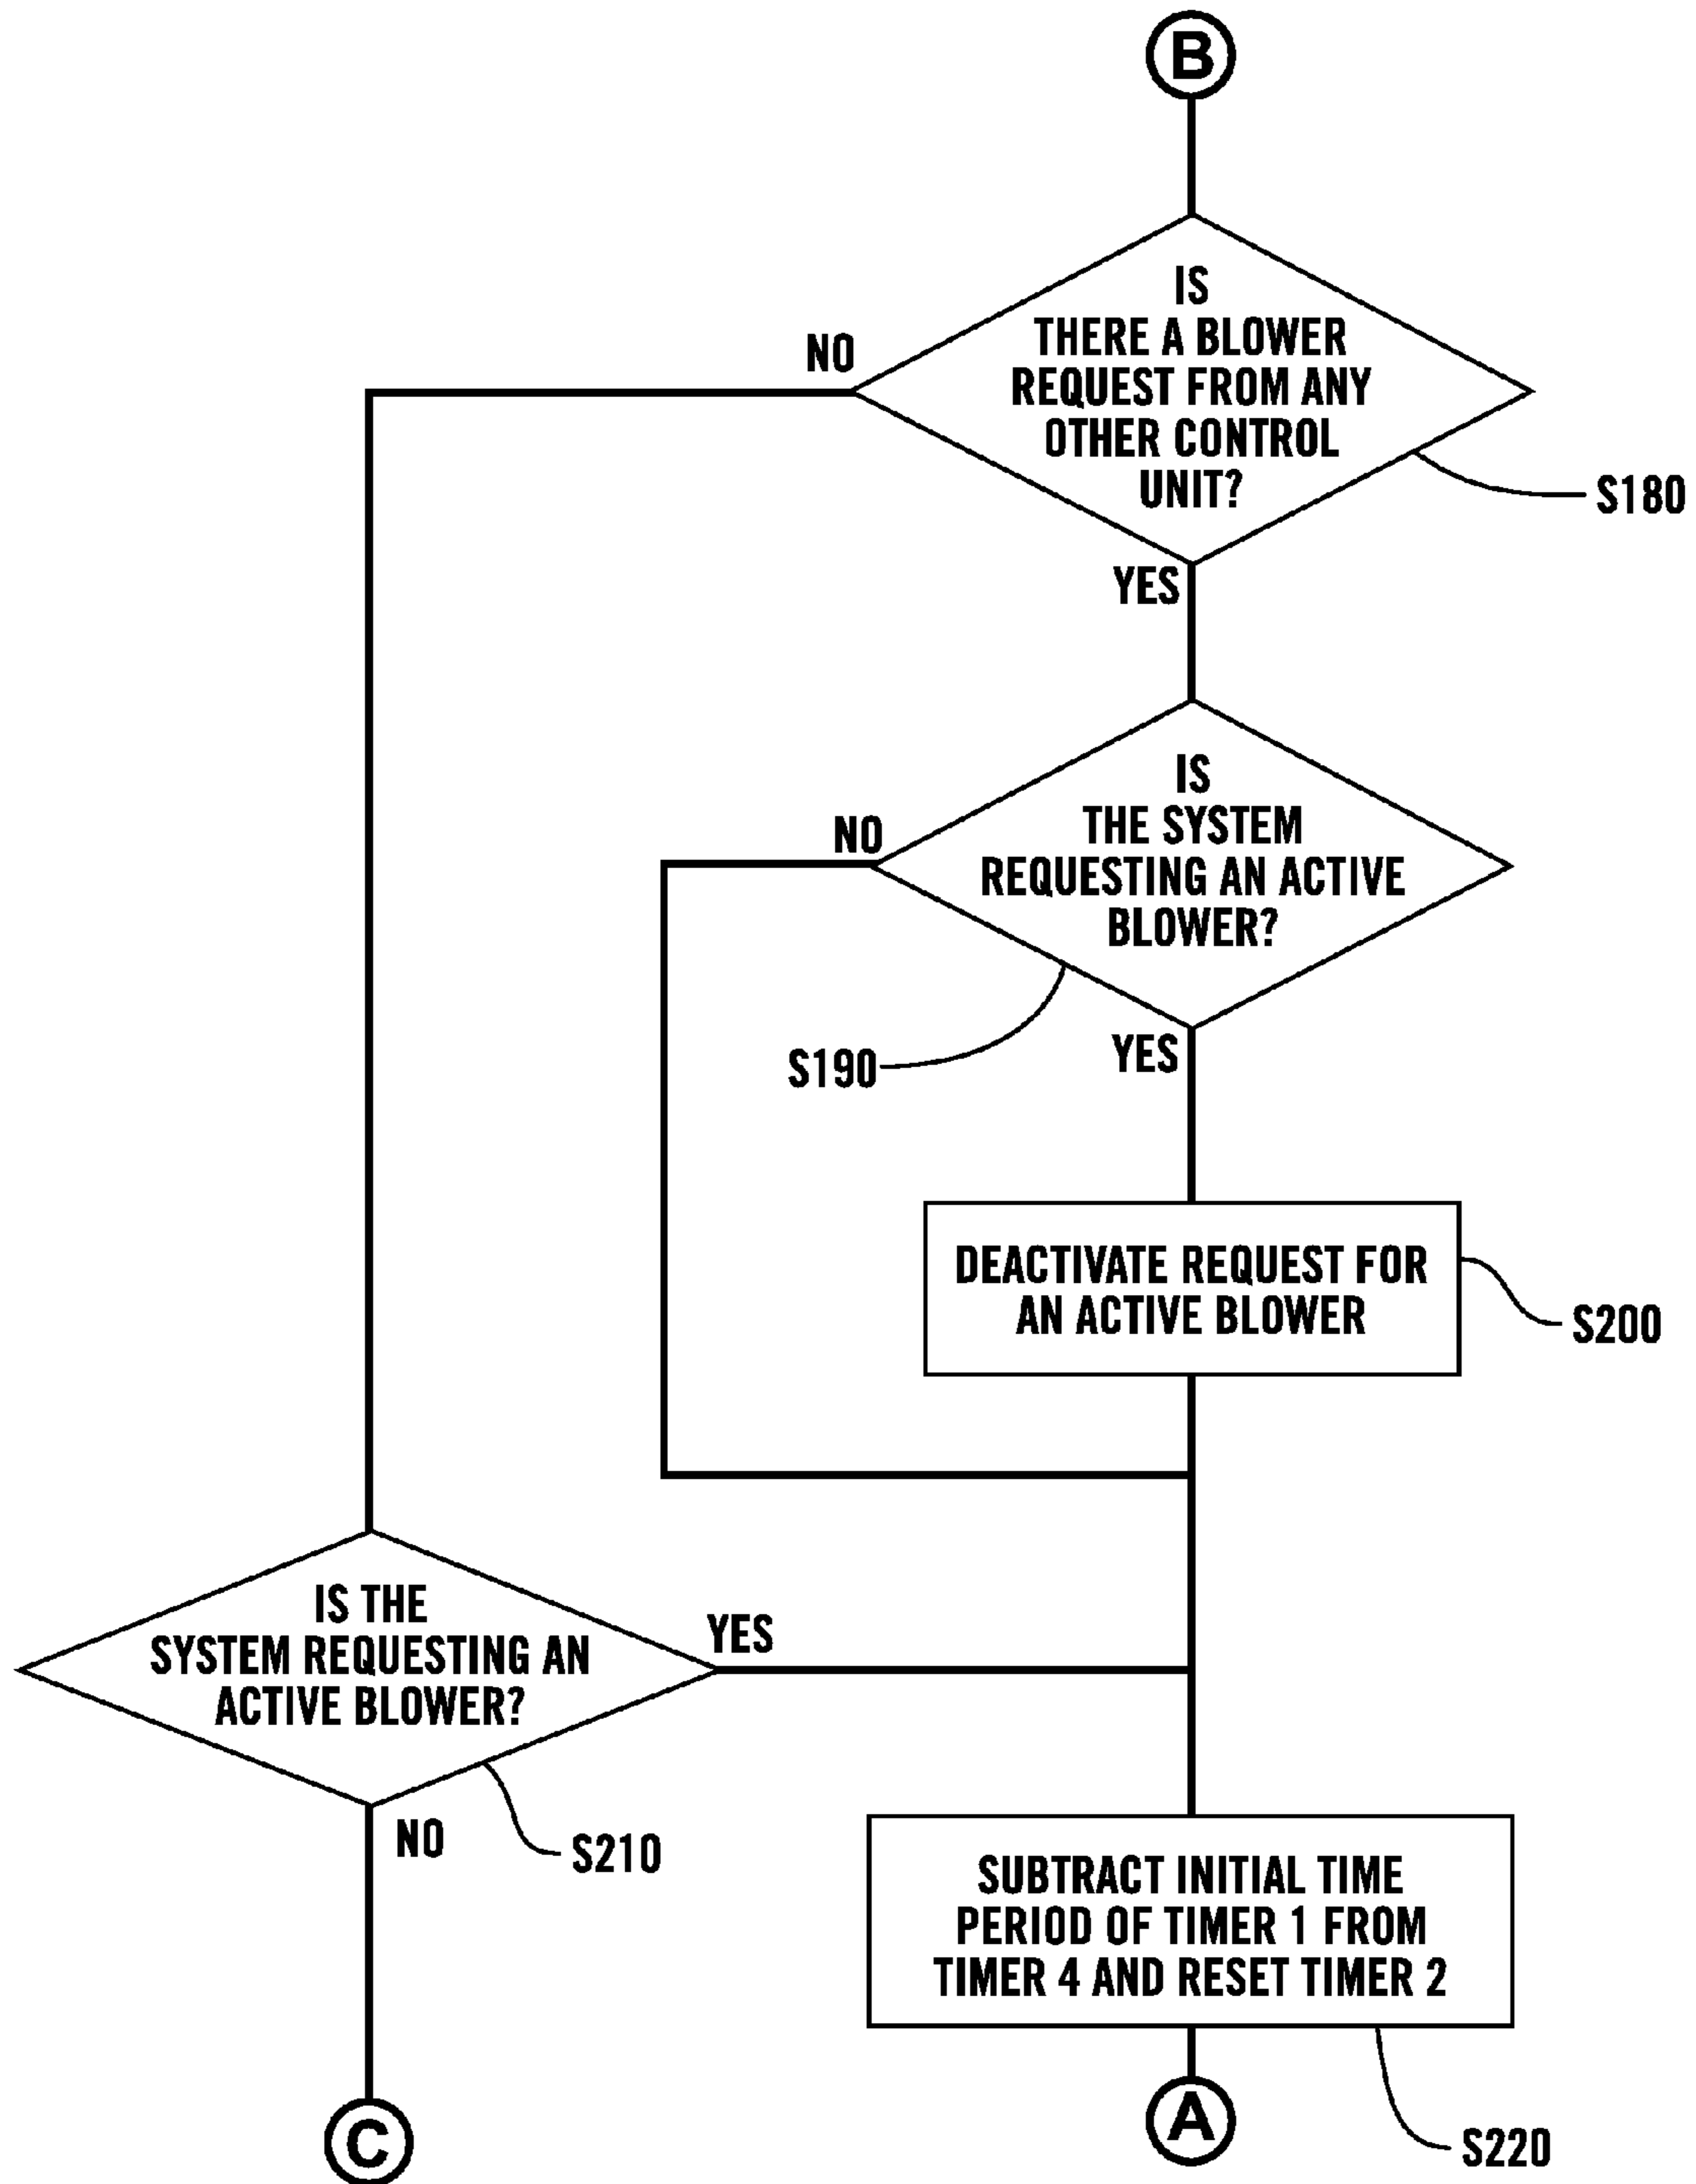 B
IS
THERE A BLOWER
REQUEST FROM ANY
OTHER CONTROL
UNIT?
NO
S180
YES
IS
THE SYSTEM
REQUESTING AN ACTIVE
BLOWER?
NO
S190
YES
DEACTIVATE REQUEST FOR
AN ACTIVE BLOWER
S200
IS THE
SYSTEM REQUESTING AN
ACTIVE BLOWER?
YES
NO
S210
SUBTRACT INITIAL TIME
PERIOD OF TIMER 1 FROM
TIMER 4 AND RESET TIMER 2
C
A
S220